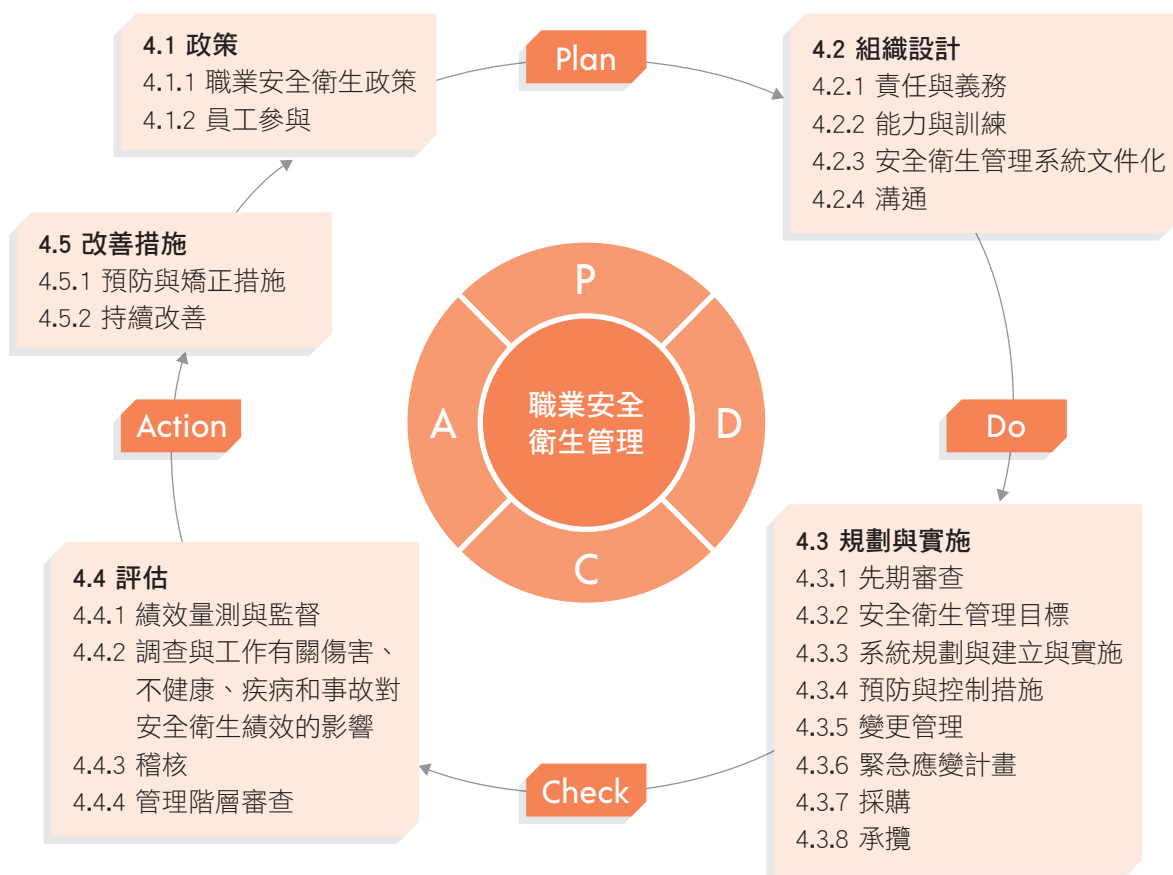 4.1 政策
4.1.1 職業安全衛生政策
4.1.2 員工參與
Plan
4.2 組織設計
4.2.1 責任與義務
4.2.2 能力與訓練
4.2.3 安全衛生管理系統文件化
4.2.4 溝通
Do
4.3 規劃與實施
4.3.1 先期審查
4.3.2 安全衛生管理目標
4.3.3 系統規劃與建立與實施
4.3.4 預防與控制措施
4.3.5 變更管理
4.3.6 緊急應變計畫
4.3.7 採購
4.3.8 承攬
Check
4.4 評估
4.4.1 績效量測與監督
4.4.2 調查與工作有關傷害、
不健康、疾病和事故對
安全衛生績效的影響
4.4.3 稽核
4.4.4 管理階層審查
Action
4.5 改善措施
4.5.1 預防與矯正措施
4.5.2 持續改善
P
D
C
A
職業安全
衛生管理